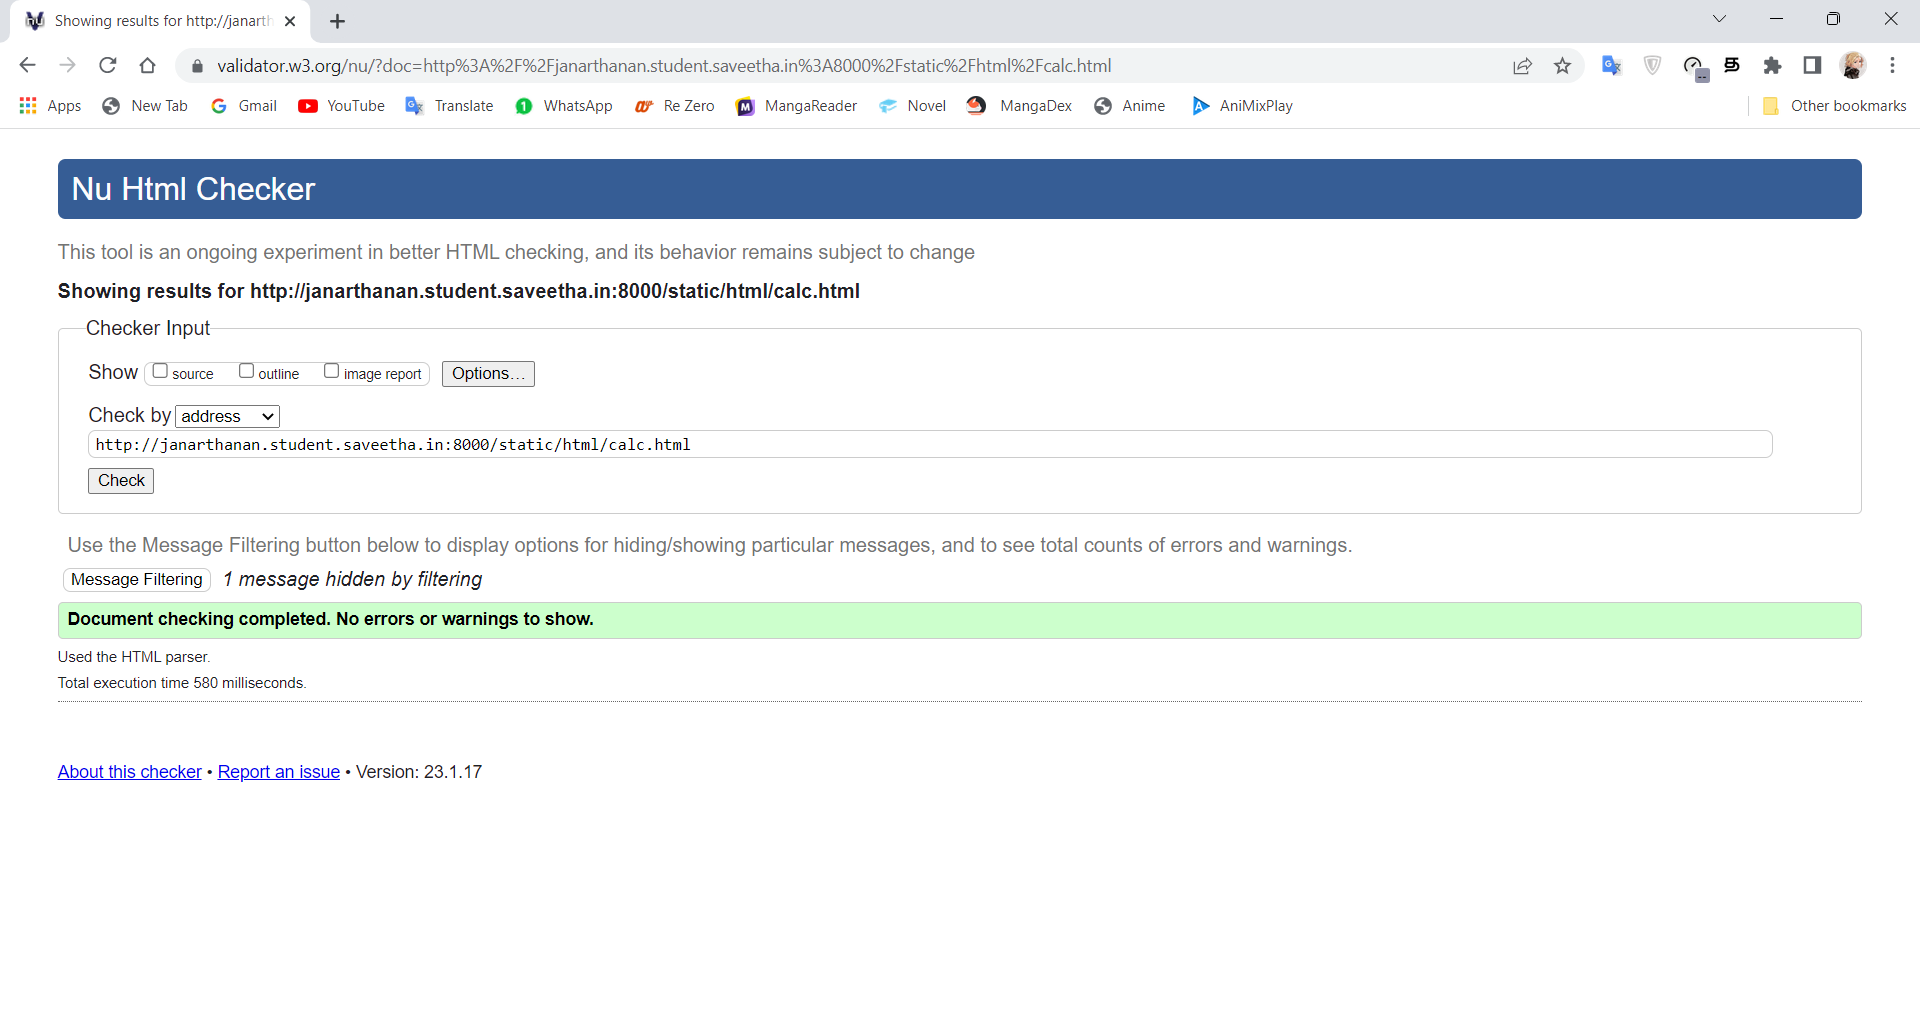 Showing results for http://janarth
validator.w3.org/nu/?doc=http%3A%2F%2Fjanarthanan.student.saveetha.in%3A8000%2Fstatic%2Fhtml%2Fcalc.html
Apps New Tab Gmail YouTube Translate WhatsApp Re Zero MangaReader Novel MangaDex Anime AniMixPlay Other bookmarks
Nu Html Checker
This tool is an ongoing experiment in better HTML checking, and its behavior remains subject to change
Showing results for http://janarthanan.student.saveetha.in:8000/static/html/calc.html
Checker Input
Show source outline image report Options...
Check by address
http://janarthanan.student.saveetha.in:8000/static/html/calc.html
Check
Use the Message Filtering button below to display options for hiding/showing particular messages, and to see total counts of errors and warnings.
Message Filtering 1 message hidden by filtering
Document checking completed. No errors or warnings to show.
Used the HTML parser.
Total execution time 580 milliseconds.
About this checker • Report an issue • Version: 23.1.17